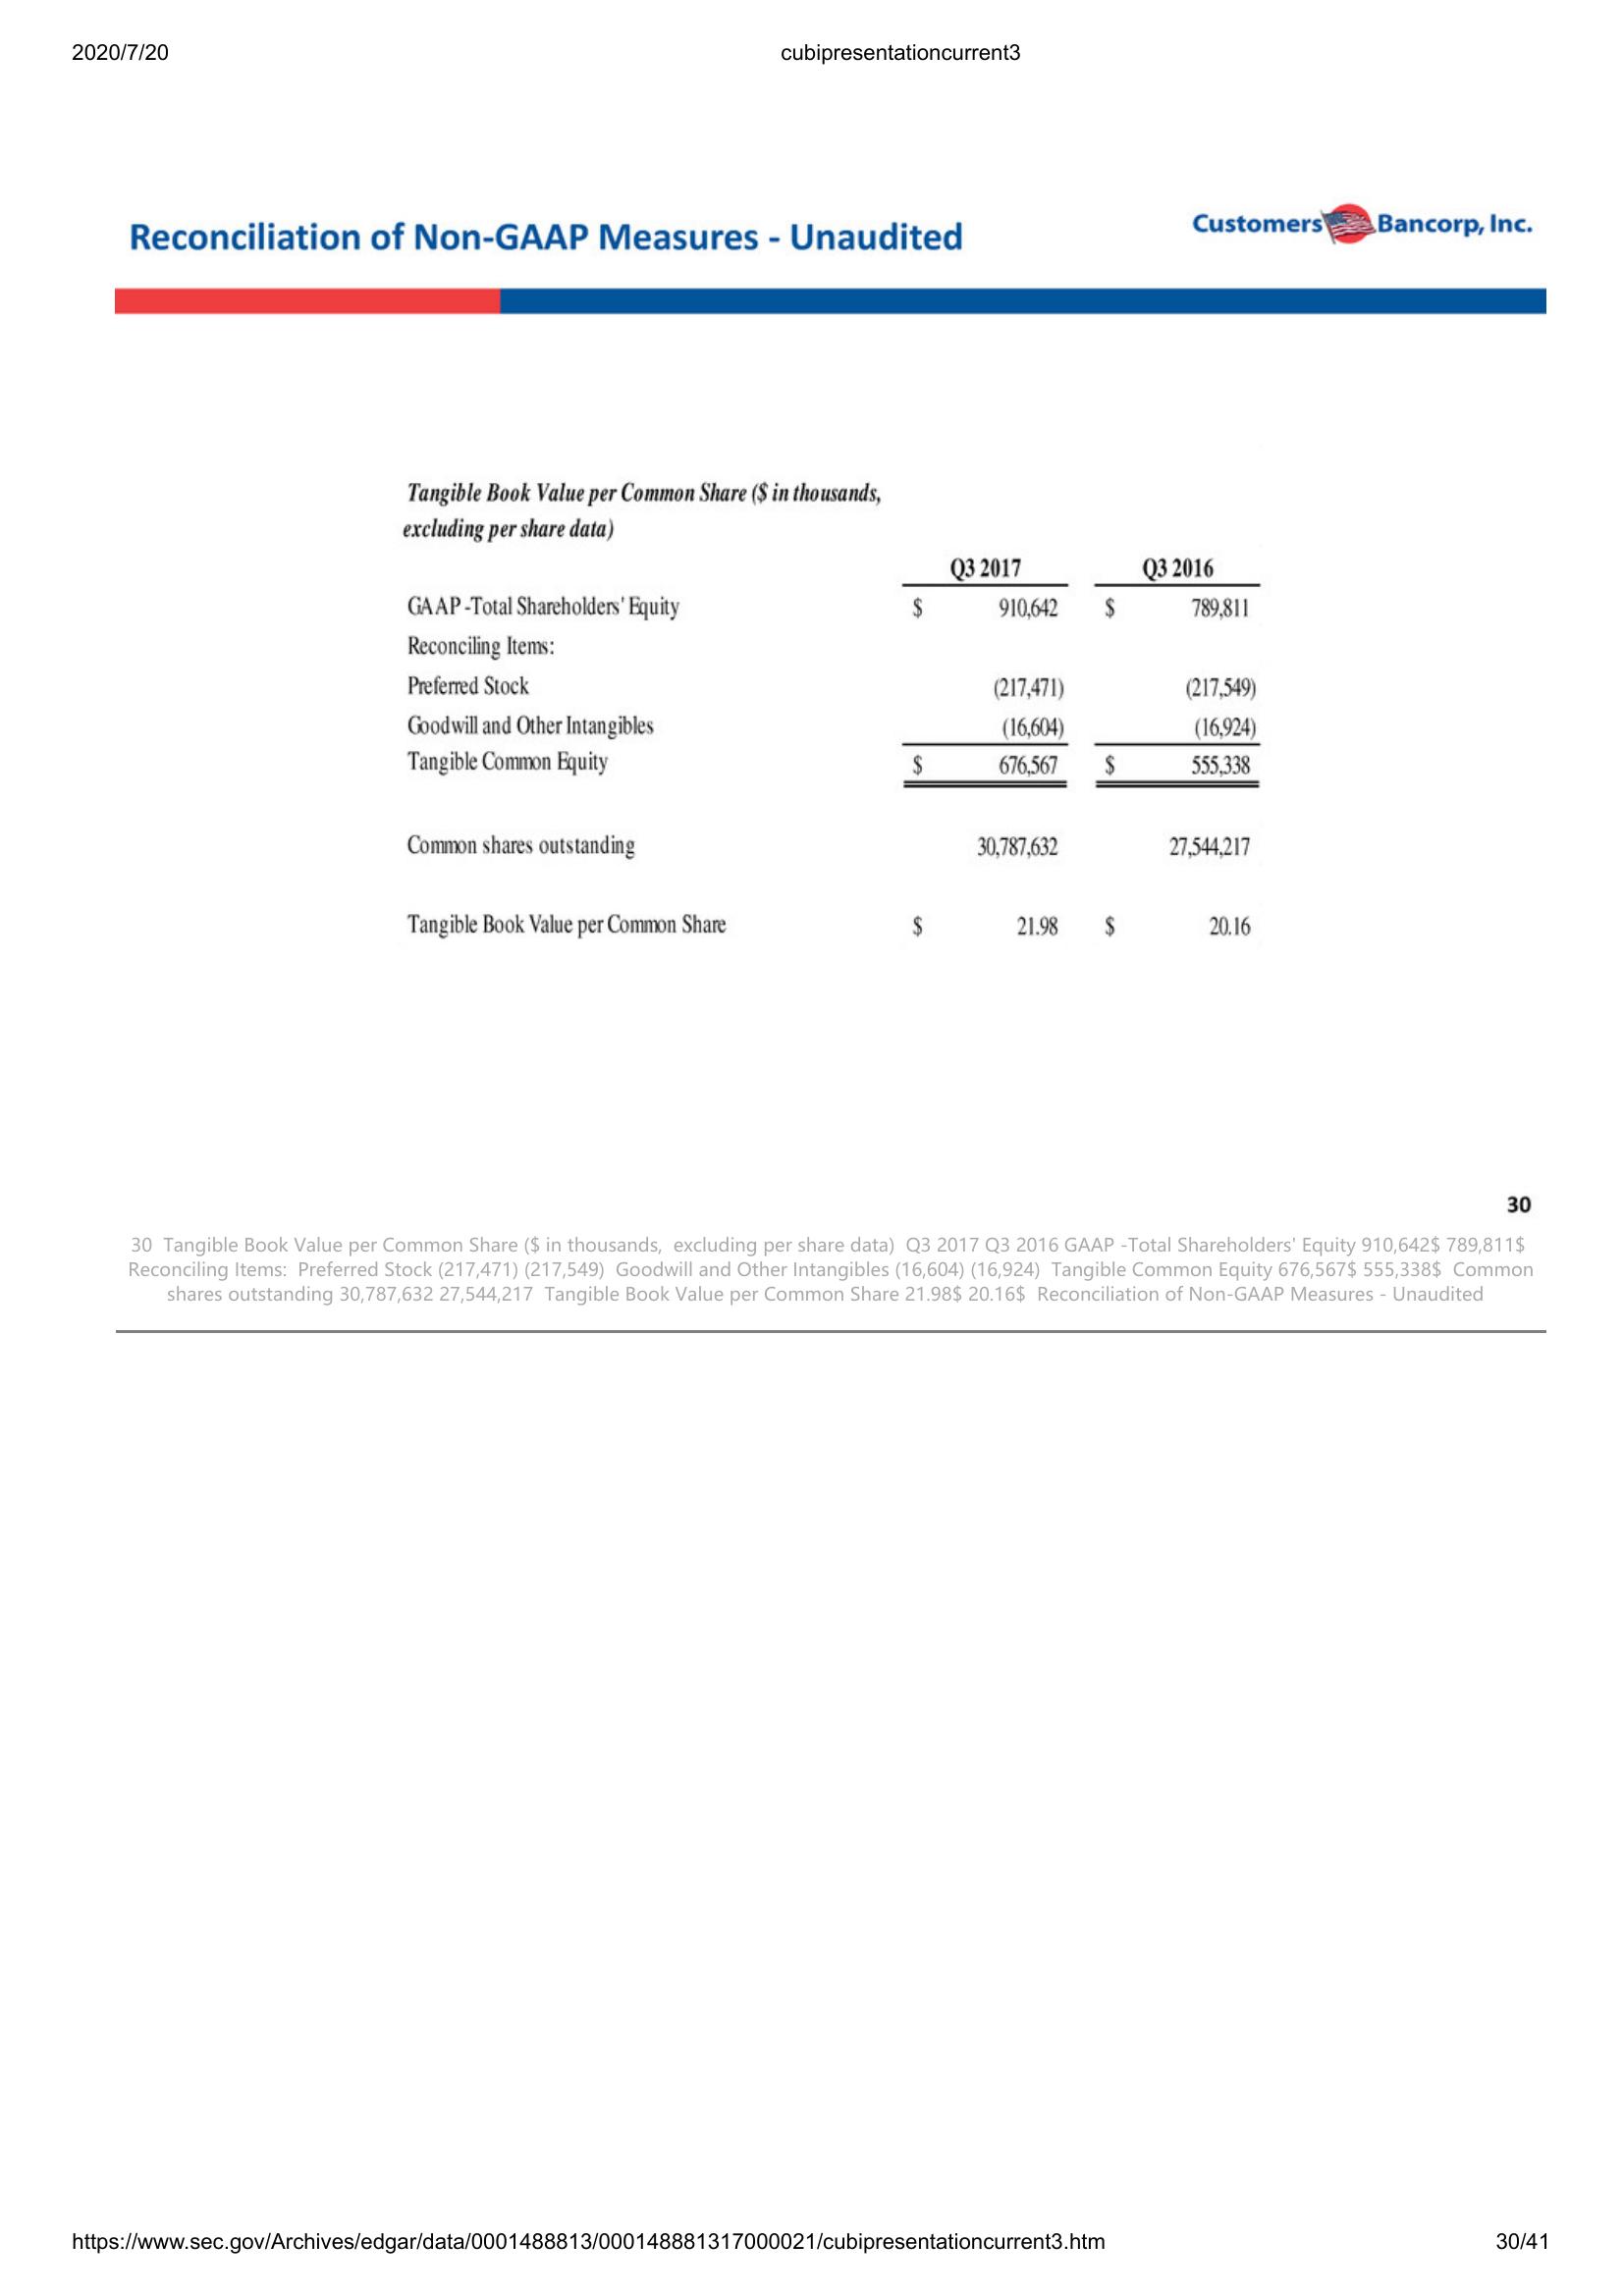 2020/7/20 cubipresentationcurrent3
Reconciliation of Non-GAAP Measures - Unaudited
Customers Bancorp, Inc.
Tangible Book Value per Common Share ($ in thousands,
excluding per share data)
Q3 2017 Q3 2016
GAAP -Total Shareholders' Equity $ 910,642 $ 789,811
Reconciling Items:
Preferred Stock (217,471) (217,549)
Goodwill and Other Intangibles (16,604) (16,924)
Tangible Common Equity $ 676,567 $ 555,338
Common shares outstanding 30,787,632 27,544,217
Tangible Book Value per Common Share $ 21.98 $ 20.16
30
30 Tangible Book Value per Common Share ($ in thousands, excluding per share data) Q3 2017 Q3 2016 GAAP -Total Shareholders' Equity 910,642$ 789,811$
Reconciling Items: Preferred Stock (217,471) (217,549) Goodwill and Other Intangibles (16,604) (16,924) Tangible Common Equity 676,567$ 555,338$ Common
shares outstanding 30,787,632 27,544,217 Tangible Book Value per Common Share 21.98$ 20.16$ Reconciliation of Non-GAAP Measures - Unaudited
https://www.sec.gov/Archives/edgar/data/0001488813/000148881317000021/cubipresentationcurrent3.htm 30/41